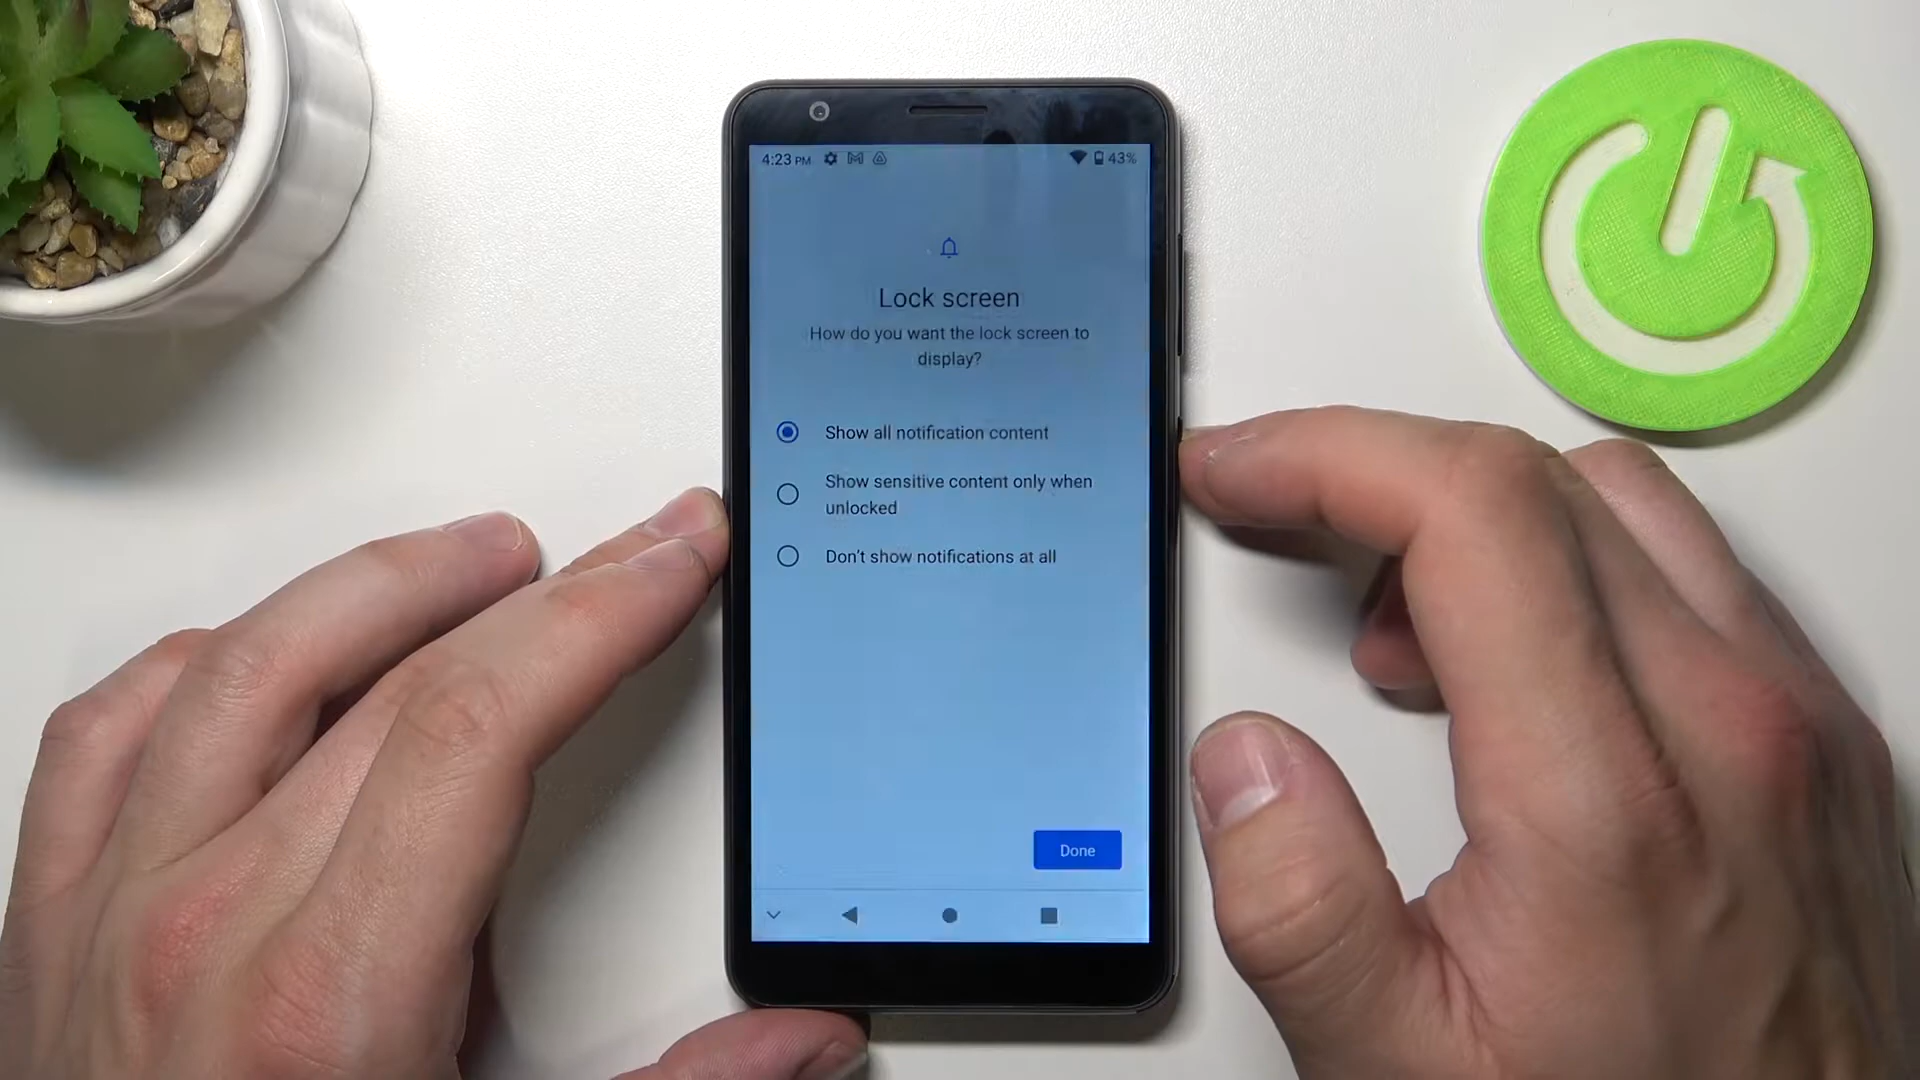 4:23 PM 43%
Lock screen
How do you want the lock screen to
display?
Show all notification content
Show sensitive content only when
unlocked
Don't show notifications at all
Done